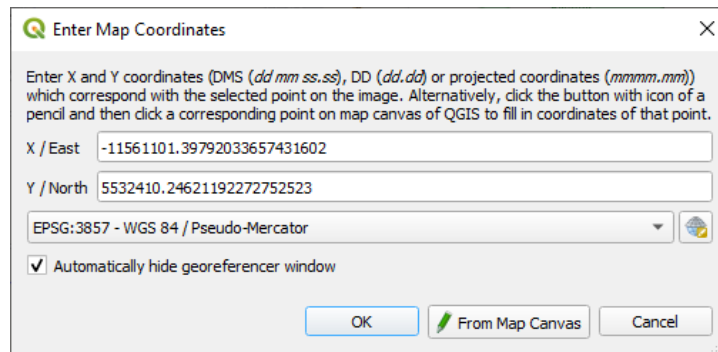 Enter Map Coordinates
Enter X and Y coordinates (DMS (dd mm ss.ss), DD (dd.dd) or projected coordinates (mmmm.mm))
which correspond with the selected point on the image. Alternatively, click the button with icon of a
pencil and then click a corresponding point on map canvas of QGIS to fill in coordinates of that point.
X / East -11561101.39792033657431602
Y / North 5532410.24621192272752523
EPSG:3857 - WGS 84 / Pseudo-Mercator
Automatically hide georeferencer window
OK From Map Canvas Cancel